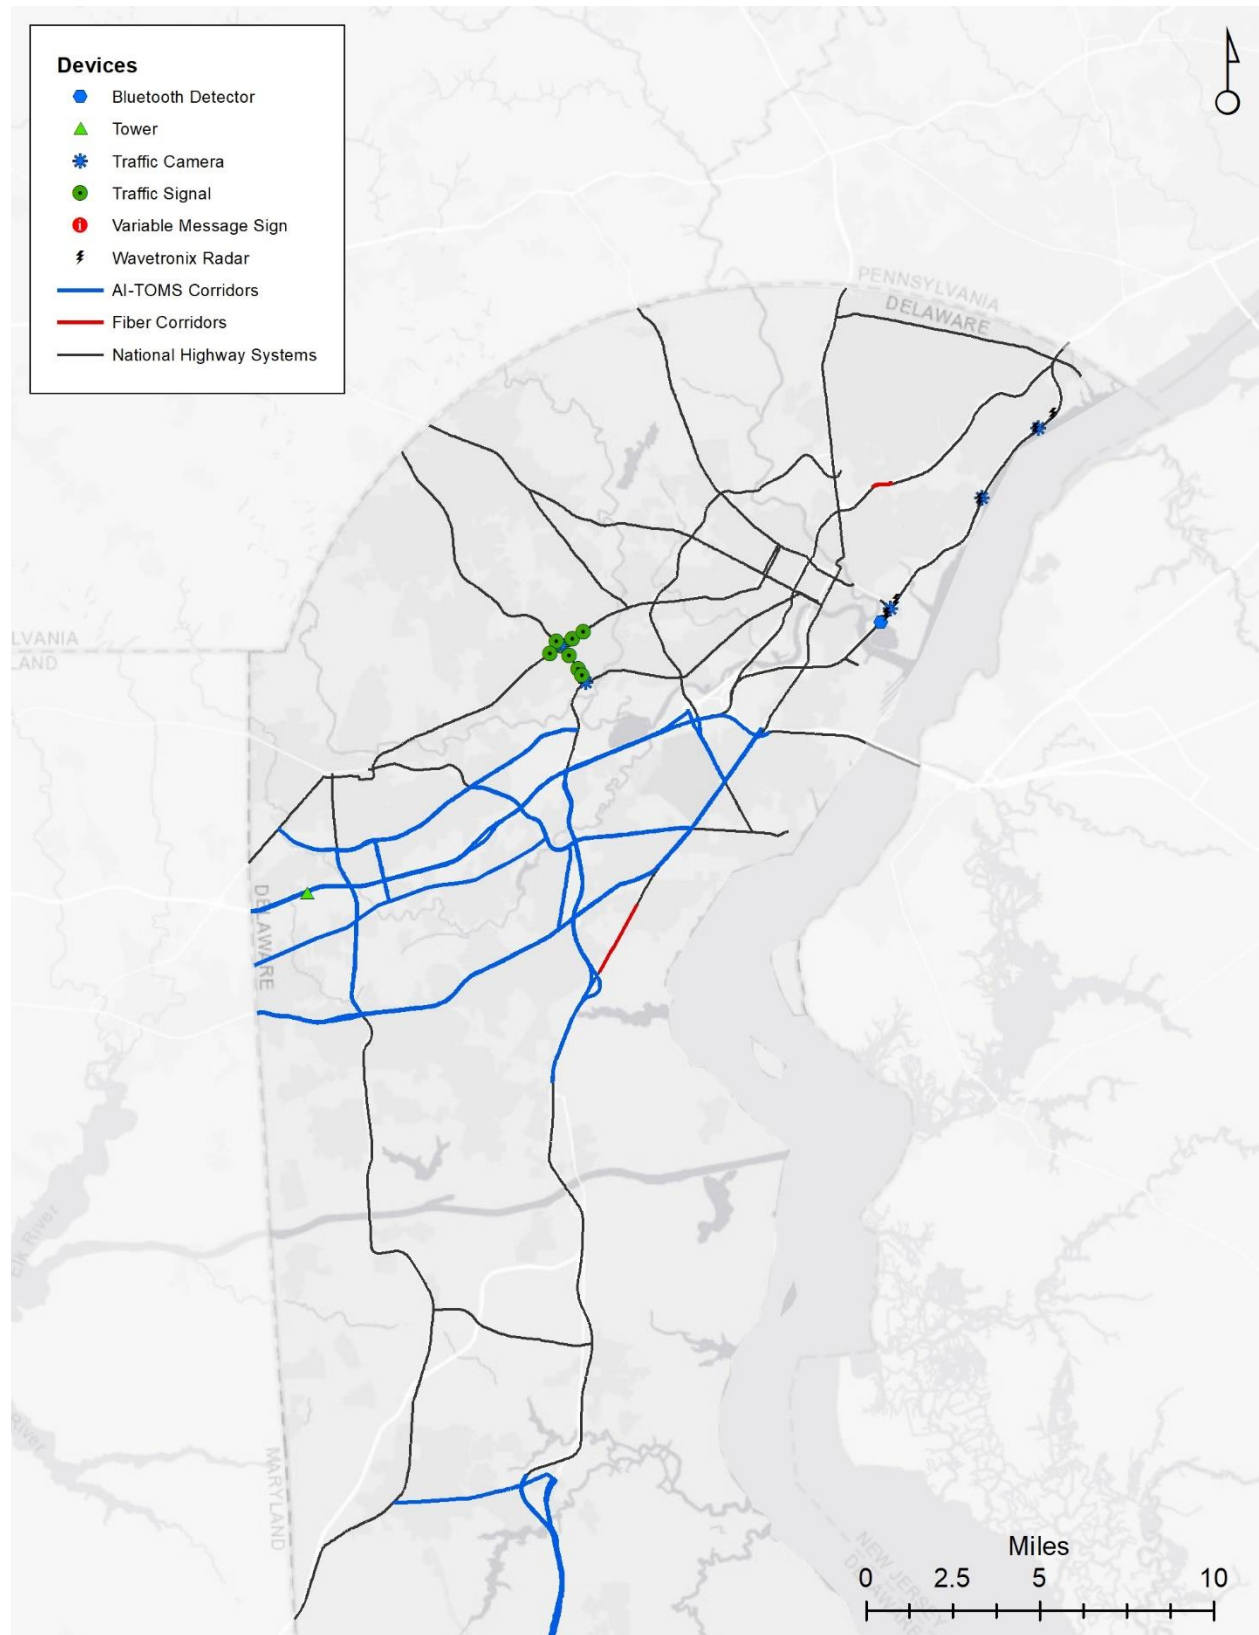 Devices
Bluetooth Detector
Tower
Traffic Camera
Traffic Signal
Variable Message Sign
Wavetronix Radar
AI-TOMS Corridors
Fiber Corridors
National Highway Systems
PENNSYLVANIA
DELAWARE
LVANIA
LAND
DELAWARE
Elk River
River
MARYLAND
NEW JERSEY
DELAWARE
Miles
0 2.5 5 10